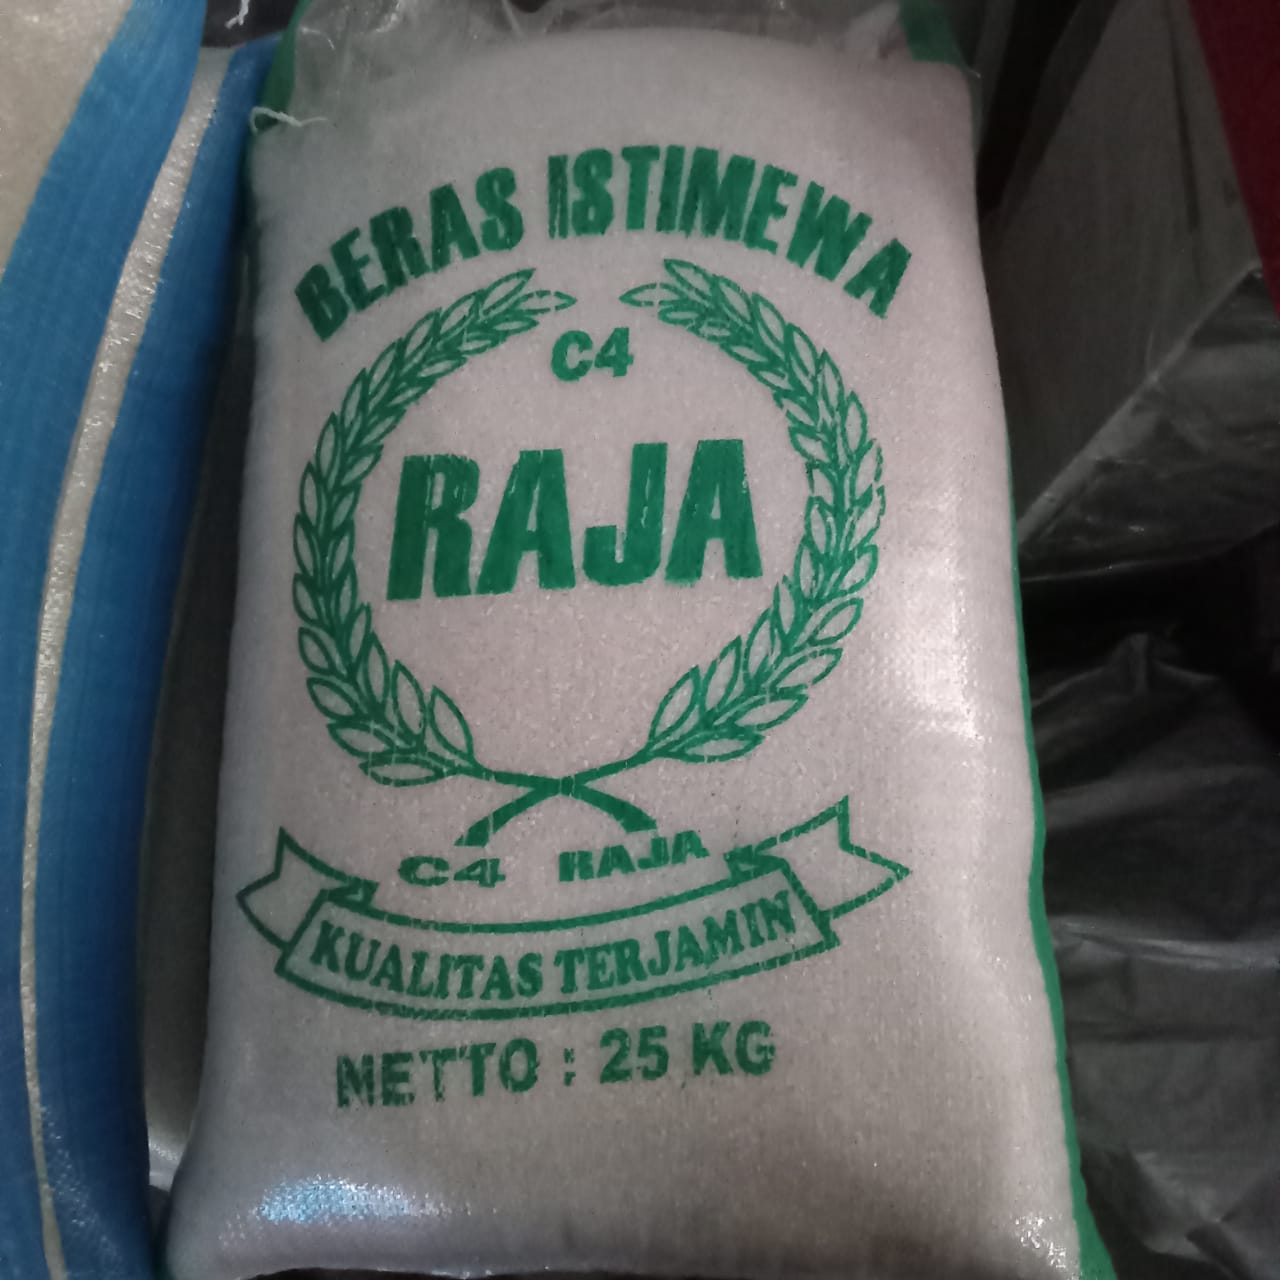 BERAS ISTIMEWA
C4
RAJA
C4 RAJA
KUALITAS TERJAMIN
NETTO : 25 KG